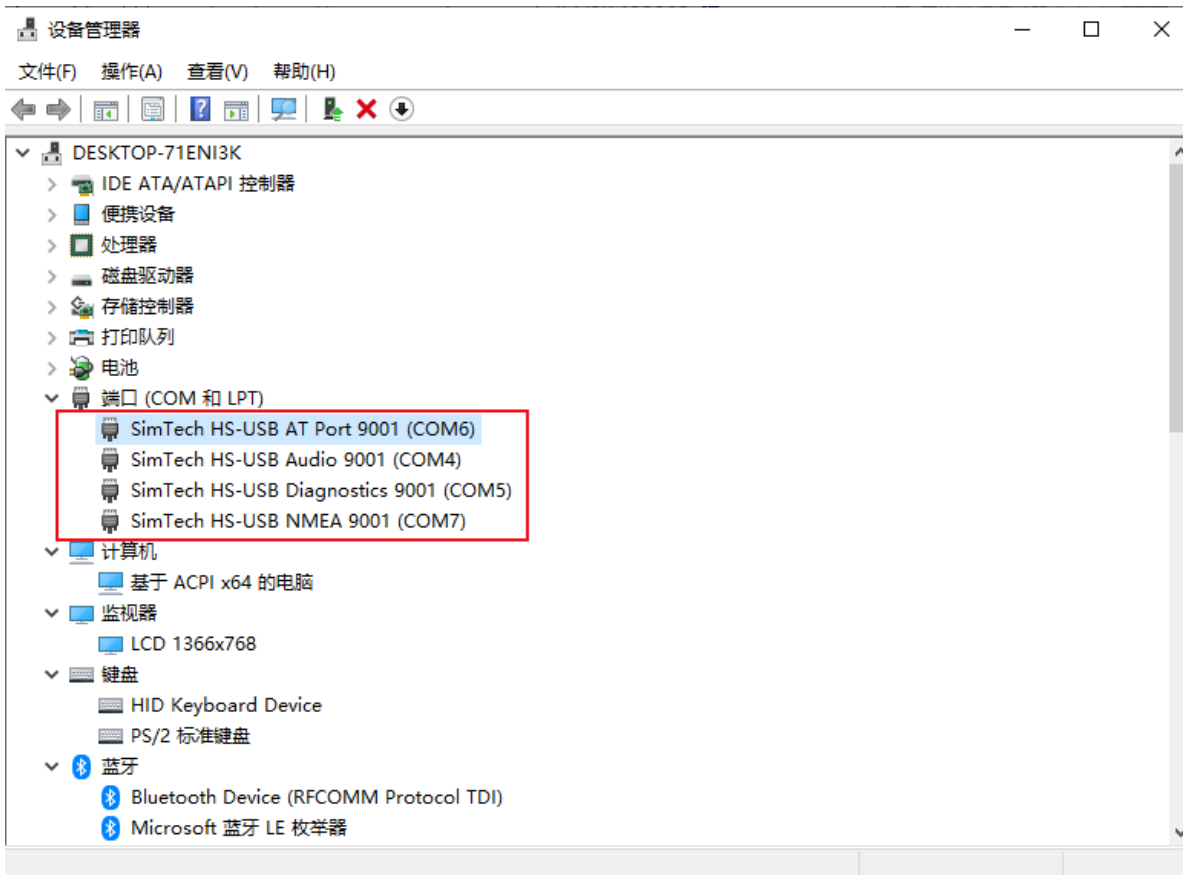 设备管理器
文件(F) 操作(A) 查看(V) 帮助(H)
DESKTOP-71ENI3K
IDE ATA/ATAPI 控制器
便携设备
处理器
磁盘驱动器
存储控制器
打印队列
电池
端口 (COM 和 LPT)
SimTech HS-USB AT Port 9001 (COM6)
SimTech HS-USB Audio 9001 (COM4)
SimTech HS-USB Diagnostics 9001 (COM5)
SimTech HS-USB NMEA 9001 (COM7)
计算机
基于 ACPI x64 的电脑
监视器
LCD 1366x768
键盘
HID Keyboard Device
PS/2 标准键盘
蓝牙
Bluetooth Device (RFCOMM Protocol TDI)
Microsoft 蓝牙 LE 枚举器